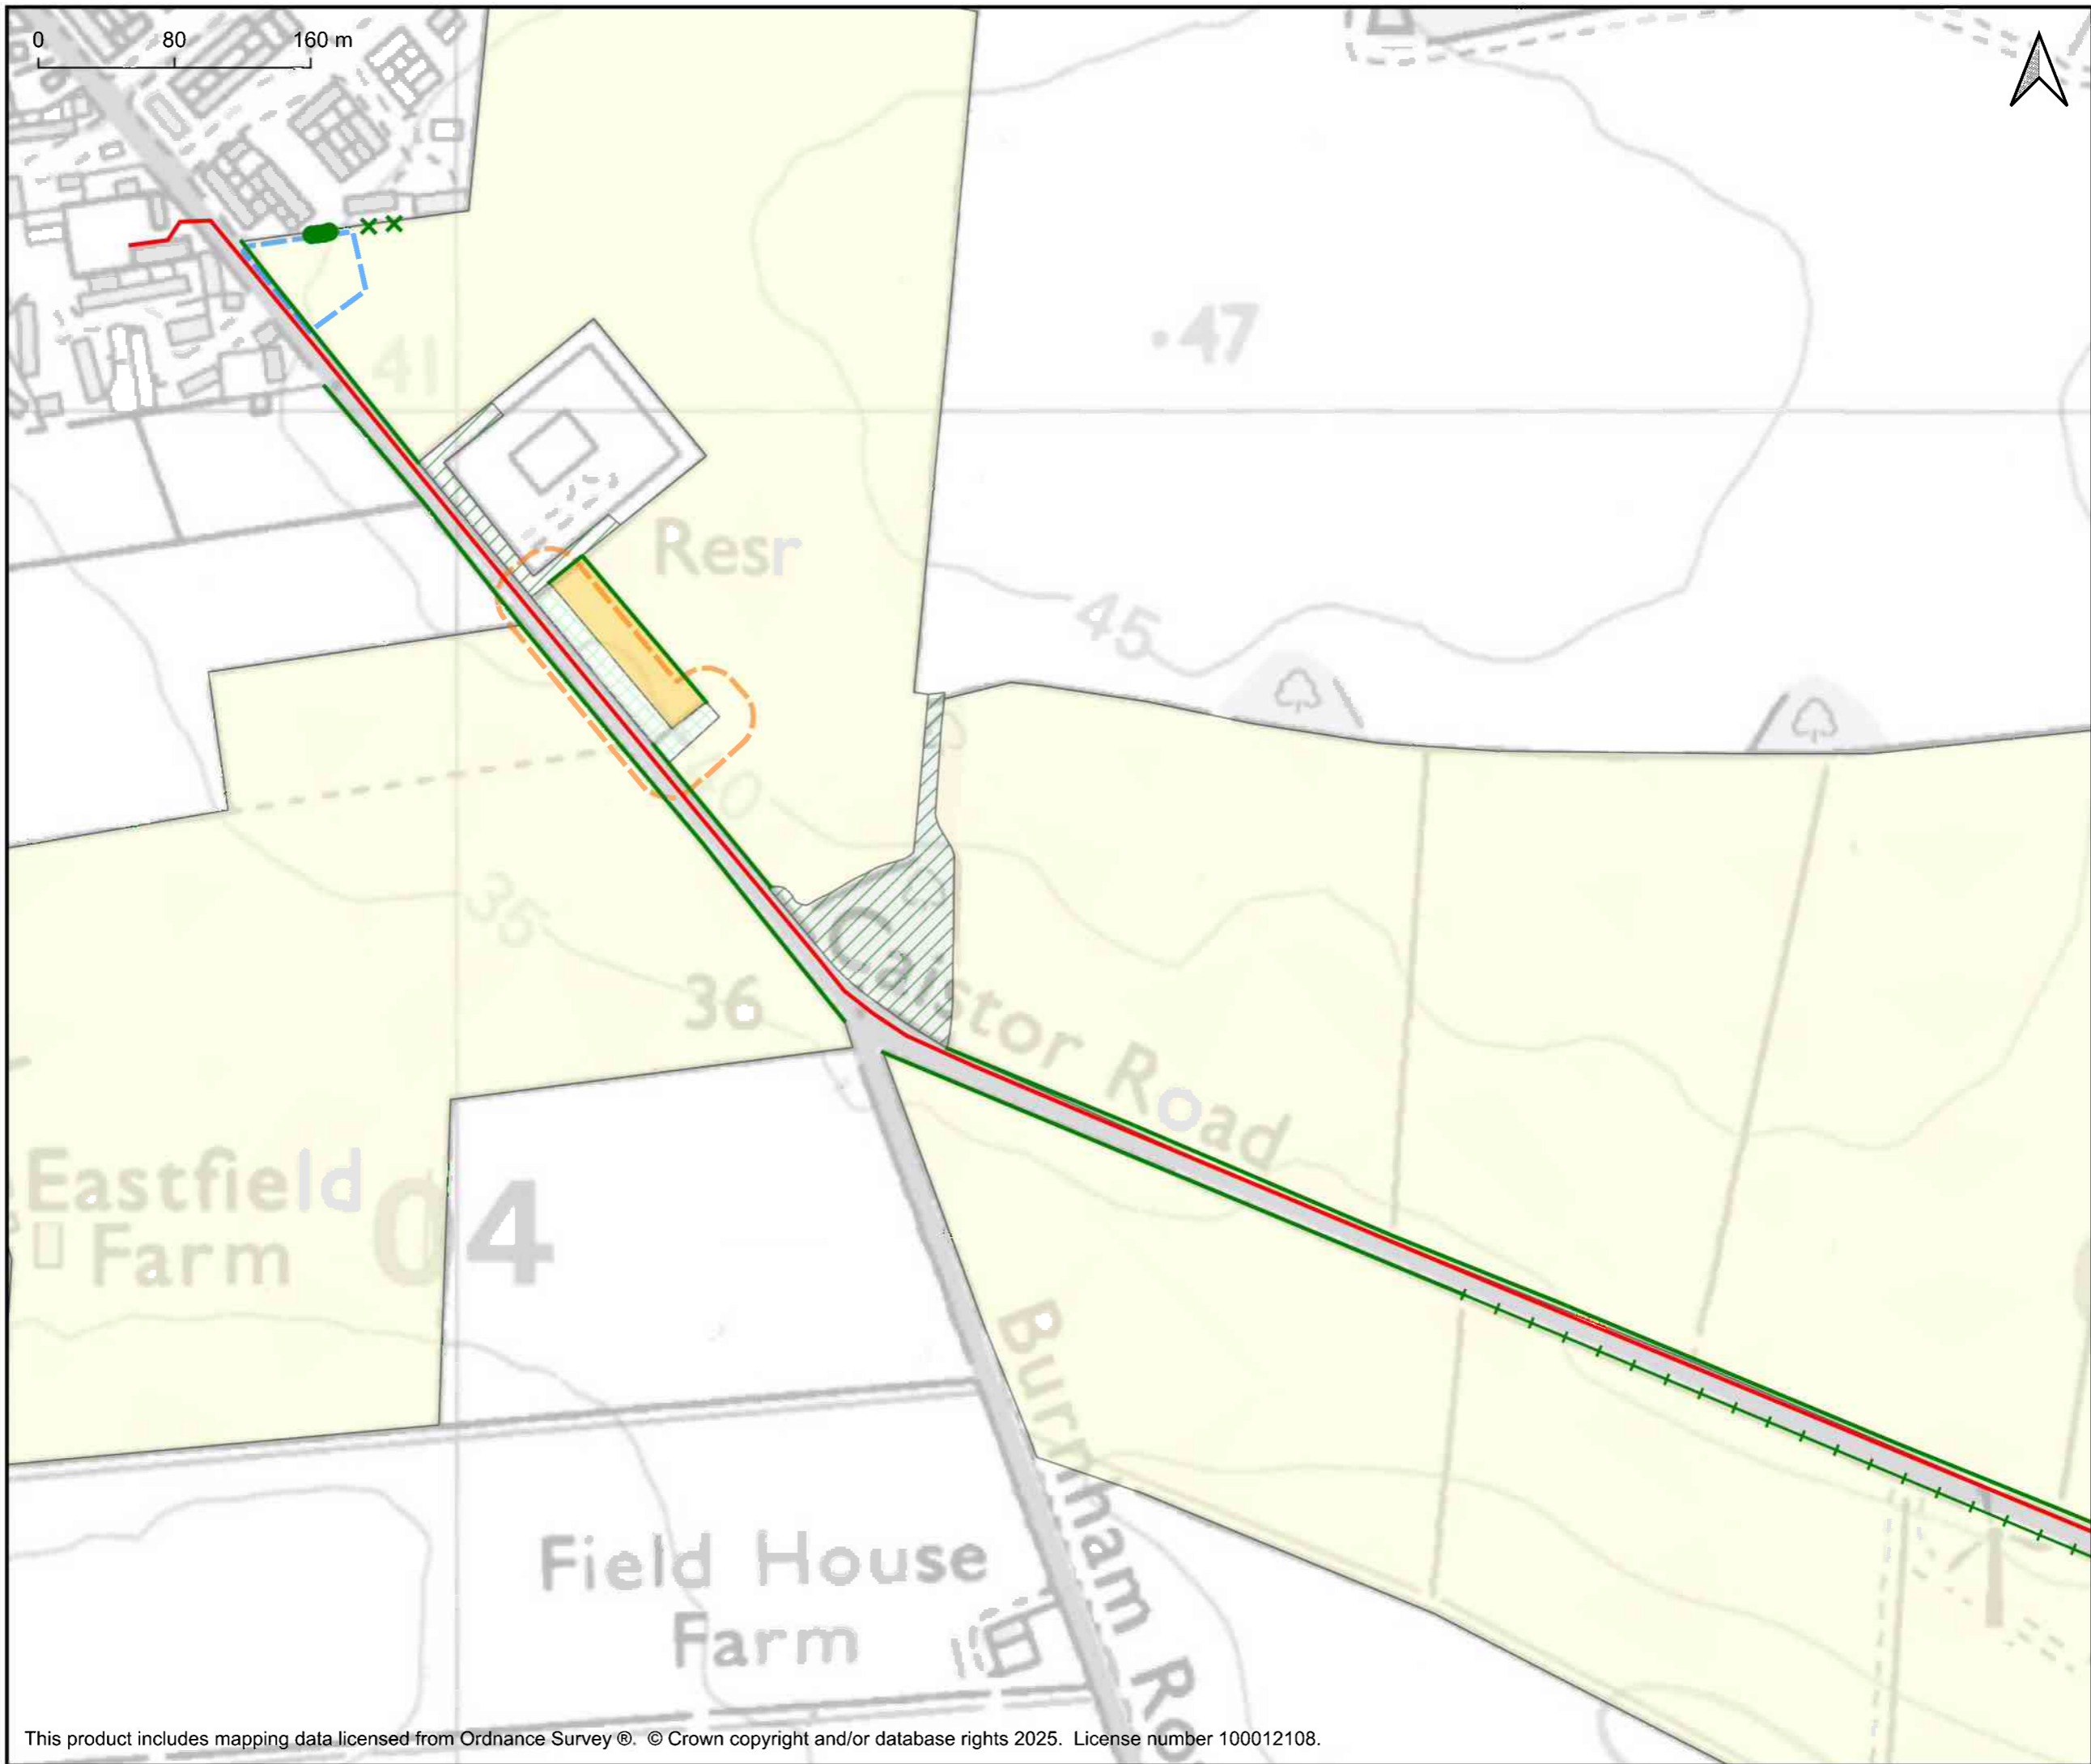 0 80 160 m
41
47
Resr
45
40
35
36
Caistor Road
Eastfield
Farm
04
Burnham Ro
Field House
Farm
This product includes mapping data licensed from Ordnance Survey ®. © Crown copyright and/or database rights 2025. License number 100012108.